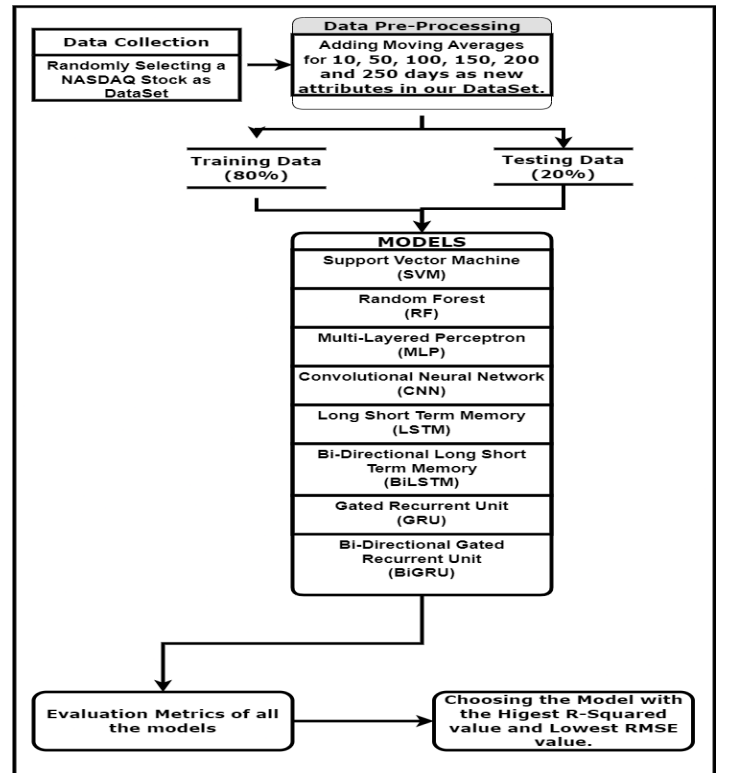 Data Collection
Randomly Selecting a
NASDAQ Stock as
DataSet
Data Pre-Processing
Adding Moving Averages
for 10, 50, 100, 150, 200
and 250 days as new
attributes in our DataSet.
Training Data
(80%)
Testing Data
(20%)
MODELS
Support Vector Machine
(SVM)
Random Forest
(RF)
Multi-Layered Perceptron
(MLP)
Convolutional Neural Network
(CNN)
Long Short Term Memory
(LSTM)
Bi-Directional Long Short
Term Memory
(BiLSTM)
Gated Recurrent Unit
(GRU)
Bi-Directional Gated
Recurrent Unit
(BiGRU)
Evaluation Metrics of all
the models
Choosing the Model with
the Higest R-Squared
value and Lowest RMSE
value.